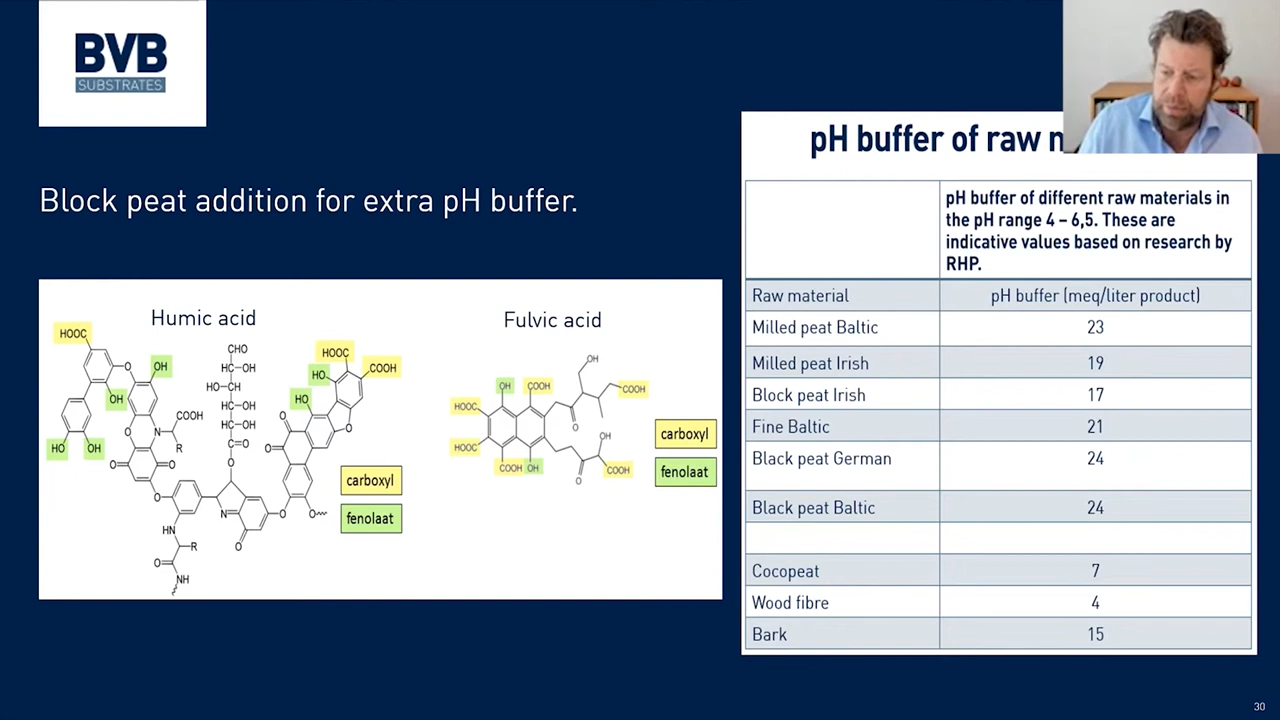 BVB
SUBSTRATES
Block peat addition for extra pH buffer.
Humic acid
HOOC
O
OH
OH
HO
OH
O
N
COOH
R
O
O
O
HN
R
O
NH
CHO
H
OH
HO
H
H
OH
H
OH
O
O
N
O
O
O
HOOC
COOH
HO
HO
O
O
O
carboxyl
fenolaat
Fulvic acid
OH
OH
COOH
COOH
HOOC
O
HOOC
OH
COOH
OH
COOH
O
carboxyl
fenolaat
pH buffer of raw
pH buffer of different raw materials in
the pH range 4 – 6,5. These are
indicative values based on research by
RHP.
Raw material pH buffer (meq/liter product)
Milled peat Baltic 23
Milled peat Irish 19
Block peat Irish 17
Fine Baltic 21
Black peat German 24
Black peat Baltic 24
Cocopeat 7
Wood fibre 4
Bark 15
30